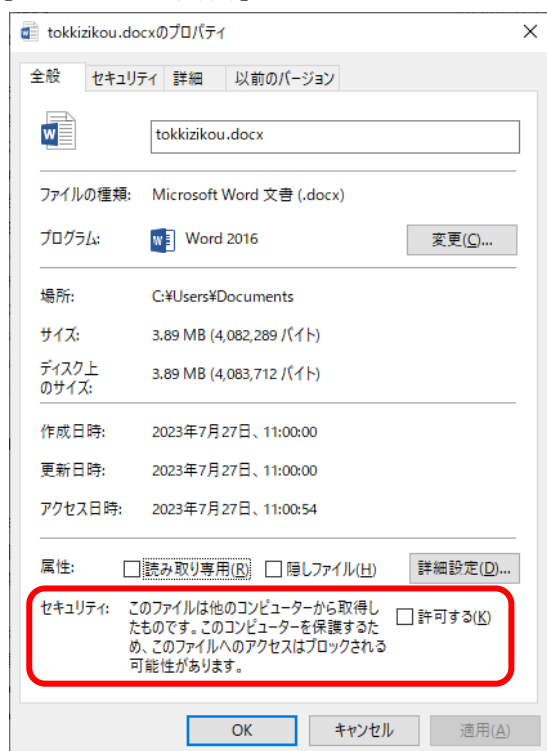 tokkizikou.docxのプロパティ
全般 セキュリティ 詳細 以前のバージョン
tokkizikou.docx
ファイルの種類: Microsoft Word 文書 (.docx)
プログラム: Word 2016 変更(C)...
場所: C:¥Users¥Documents
サイズ: 3.89 MB (4,082,289 バイト)
ディスク上
のサイズ: 3.89 MB (4,083,712 バイト)
作成日時: 2023年7月27日、11:00:00
更新日時: 2023年7月27日、11:00:00
アクセス日時: 2023年7月27日、11:00:54
属性: 読み取り専用(R) 隠しファイル(H) 詳細設定(D)...
セキュリティ: このファイルは他のコンピューターから取得し
たものです。このコンピューターを保護するた
め、このファイルへのアクセスはブロックされる
可能性があります。
許可する(K)
OK キャンセル 適用(A)